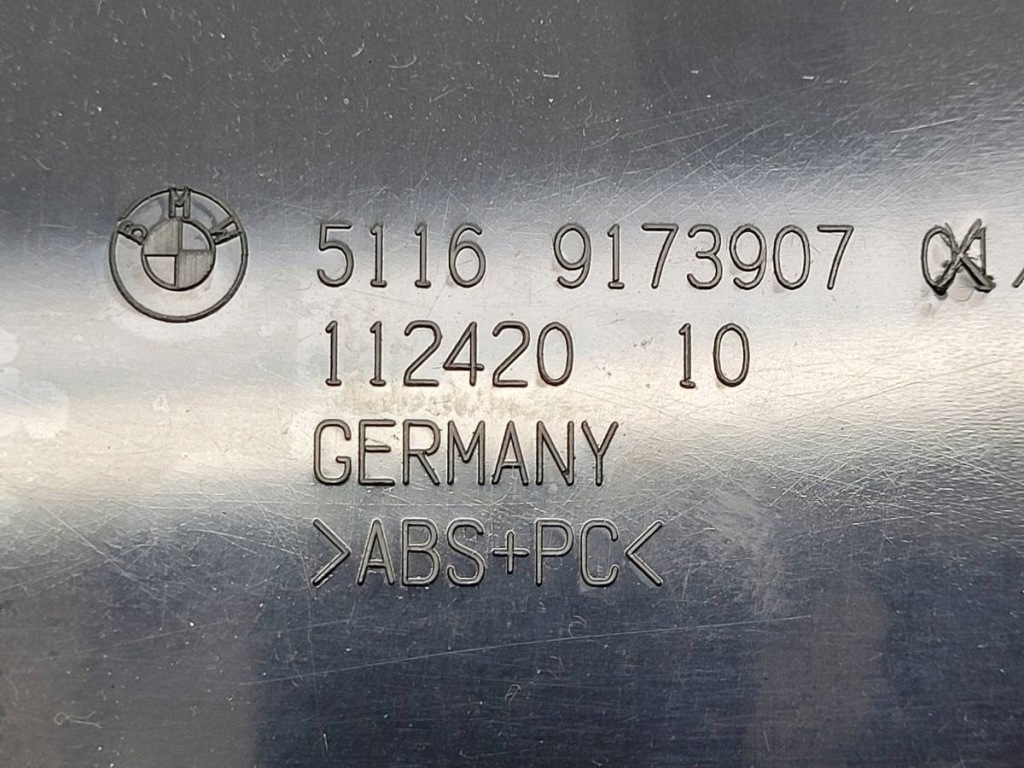 BMW 5116 9173907
112420 10
GERMANY
>ABS+PC<